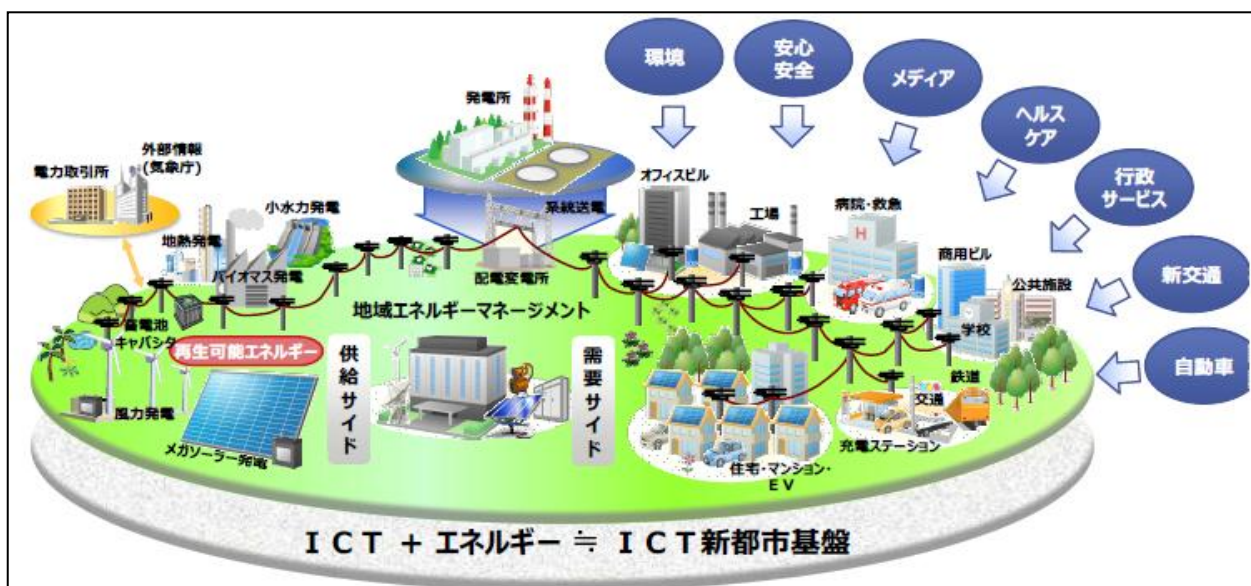 環境
安心
安全
メディア
ヘルス
ケア
行政
サービス
新交通
自動車
発電所
外部情報
(気象庁)
電力取引所
小水力発電
地熱発電
バイオマス発電
系統送電
配電変電所
オフィスビル
工場
病院・救急
H
商用ビル
公共施設
学校
地域エネルギーマネージメント
蓄電池
キャパシタ
再生可能エネルギー
供給サイド
需要サイド
風力発電
メガソーラー発電
鉄道
交通
充電ステーション
住宅・マンション・
ＥＶ
ＩＣＴ + エネルギー ≒ ＩＣＴ新都市基盤